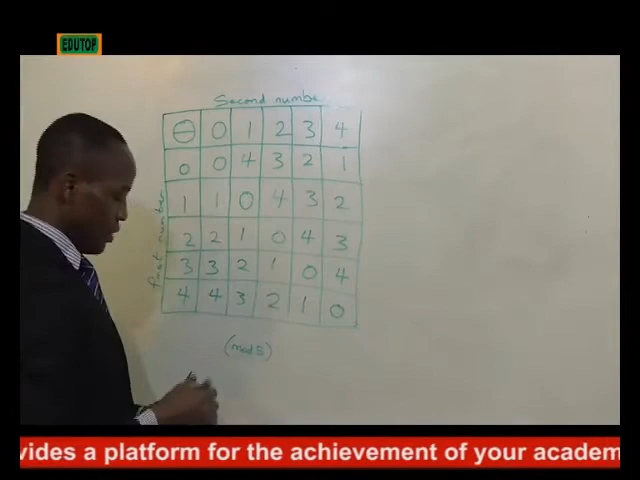 EDUTOP
Second number
⊖ 0 1 2 3 4
0 0 4 3 2 1
1 1 0 4 3 2
2 2 1 0 4 3
3 3 2 1 0 4
4 4 3 2 1 0
first number
(mod 5)
vides a platform for the achievement of your academ